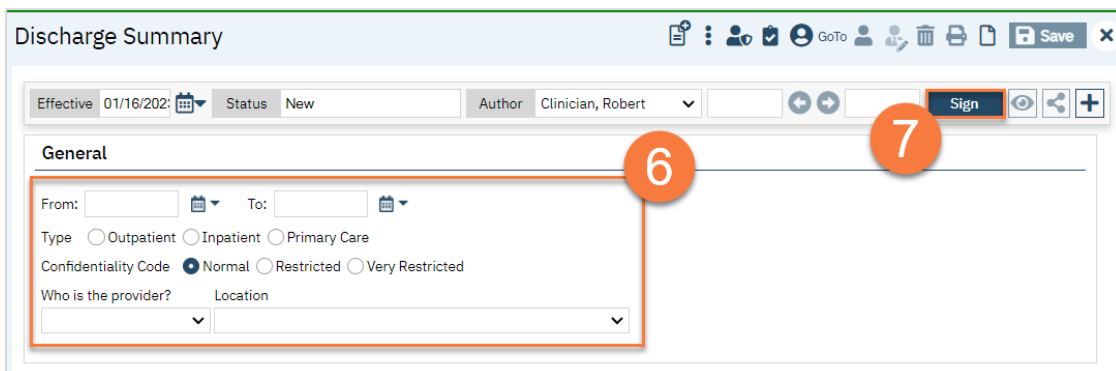 Discharge Summary GoTo Save
Effective 01/16/202 Status New Author Clinician, Robert Sign
7
General
6
From: To:
Type Outpatient Inpatient Primary Care
Confidentiality Code Normal Restricted Very Restricted
Who is the provider? Location